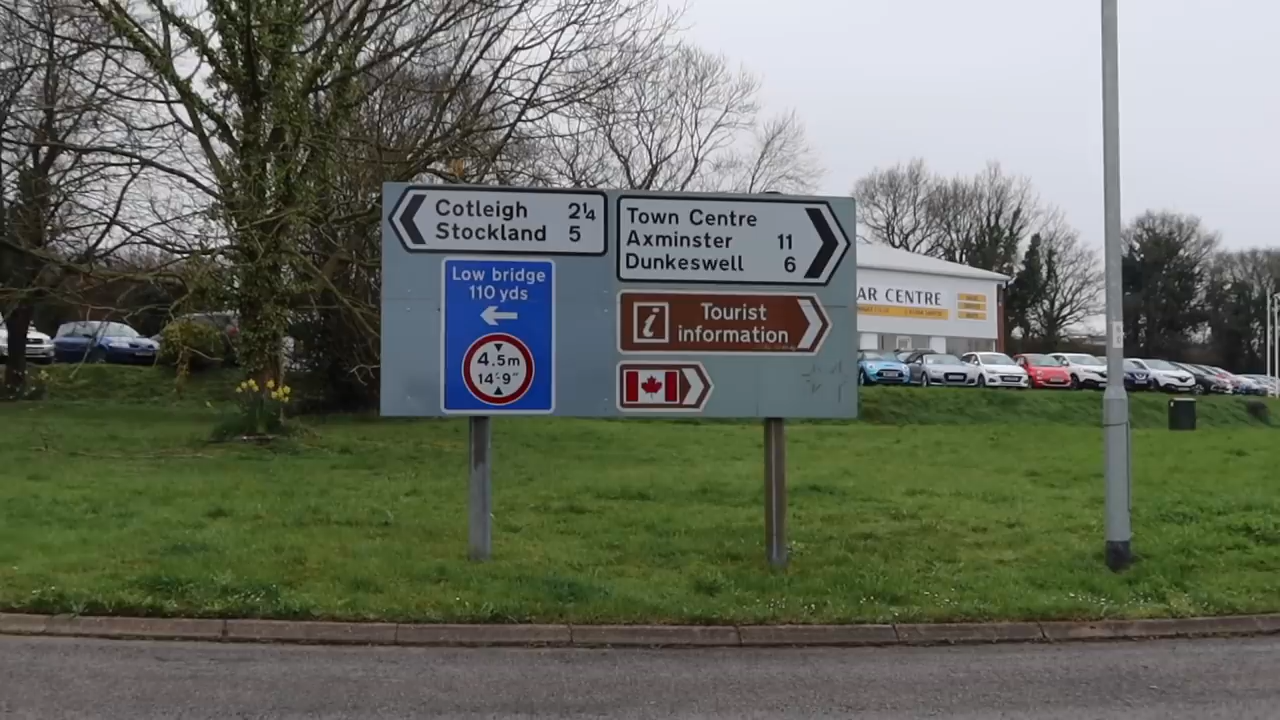 Cotleigh 2¼
Stockland 5
Town Centre
Axminster 11
Dunkeswell 6
Low bridge
110 yds
4.5m
14'-9"
i
Tourist
information
AR CENTRE